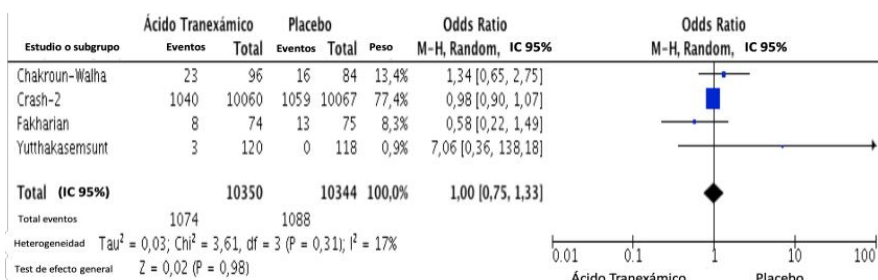 Ácido Tranexámico Placebo Odds Ratio Odds Ratio
Estudio o subgrupo Eventos Total Eventos Total Peso M-H, Random, IC 95% M-H, Random, IC 95%
Chakroun-Walha 23 96 16 84 13,4% 1,34 [0,65, 2,75]
Crash-2 1040 10060 1059 10067 77,4% 0,98 [0,90, 1,07]
Fakharian 8 74 13 75 8,3% 0,58 [0,22, 1,49]
Yutthakasemsunt 3 120 0 118 0,9% 7,06 [0,36, 138,18]
Total (IC 95%) 10350 10344 100,0% 1,00 [0,75, 1,33]
Total eventos 1074 1088
Heterogeneidad Tau² = 0,03; Chi² = 3,61, df = 3 (P = 0,31); I² = 17%
Test de efecto general Z = 0,02 (P = 0,98)
0.01 0.1 1 10 100
Ácido Tranexámico Placebo